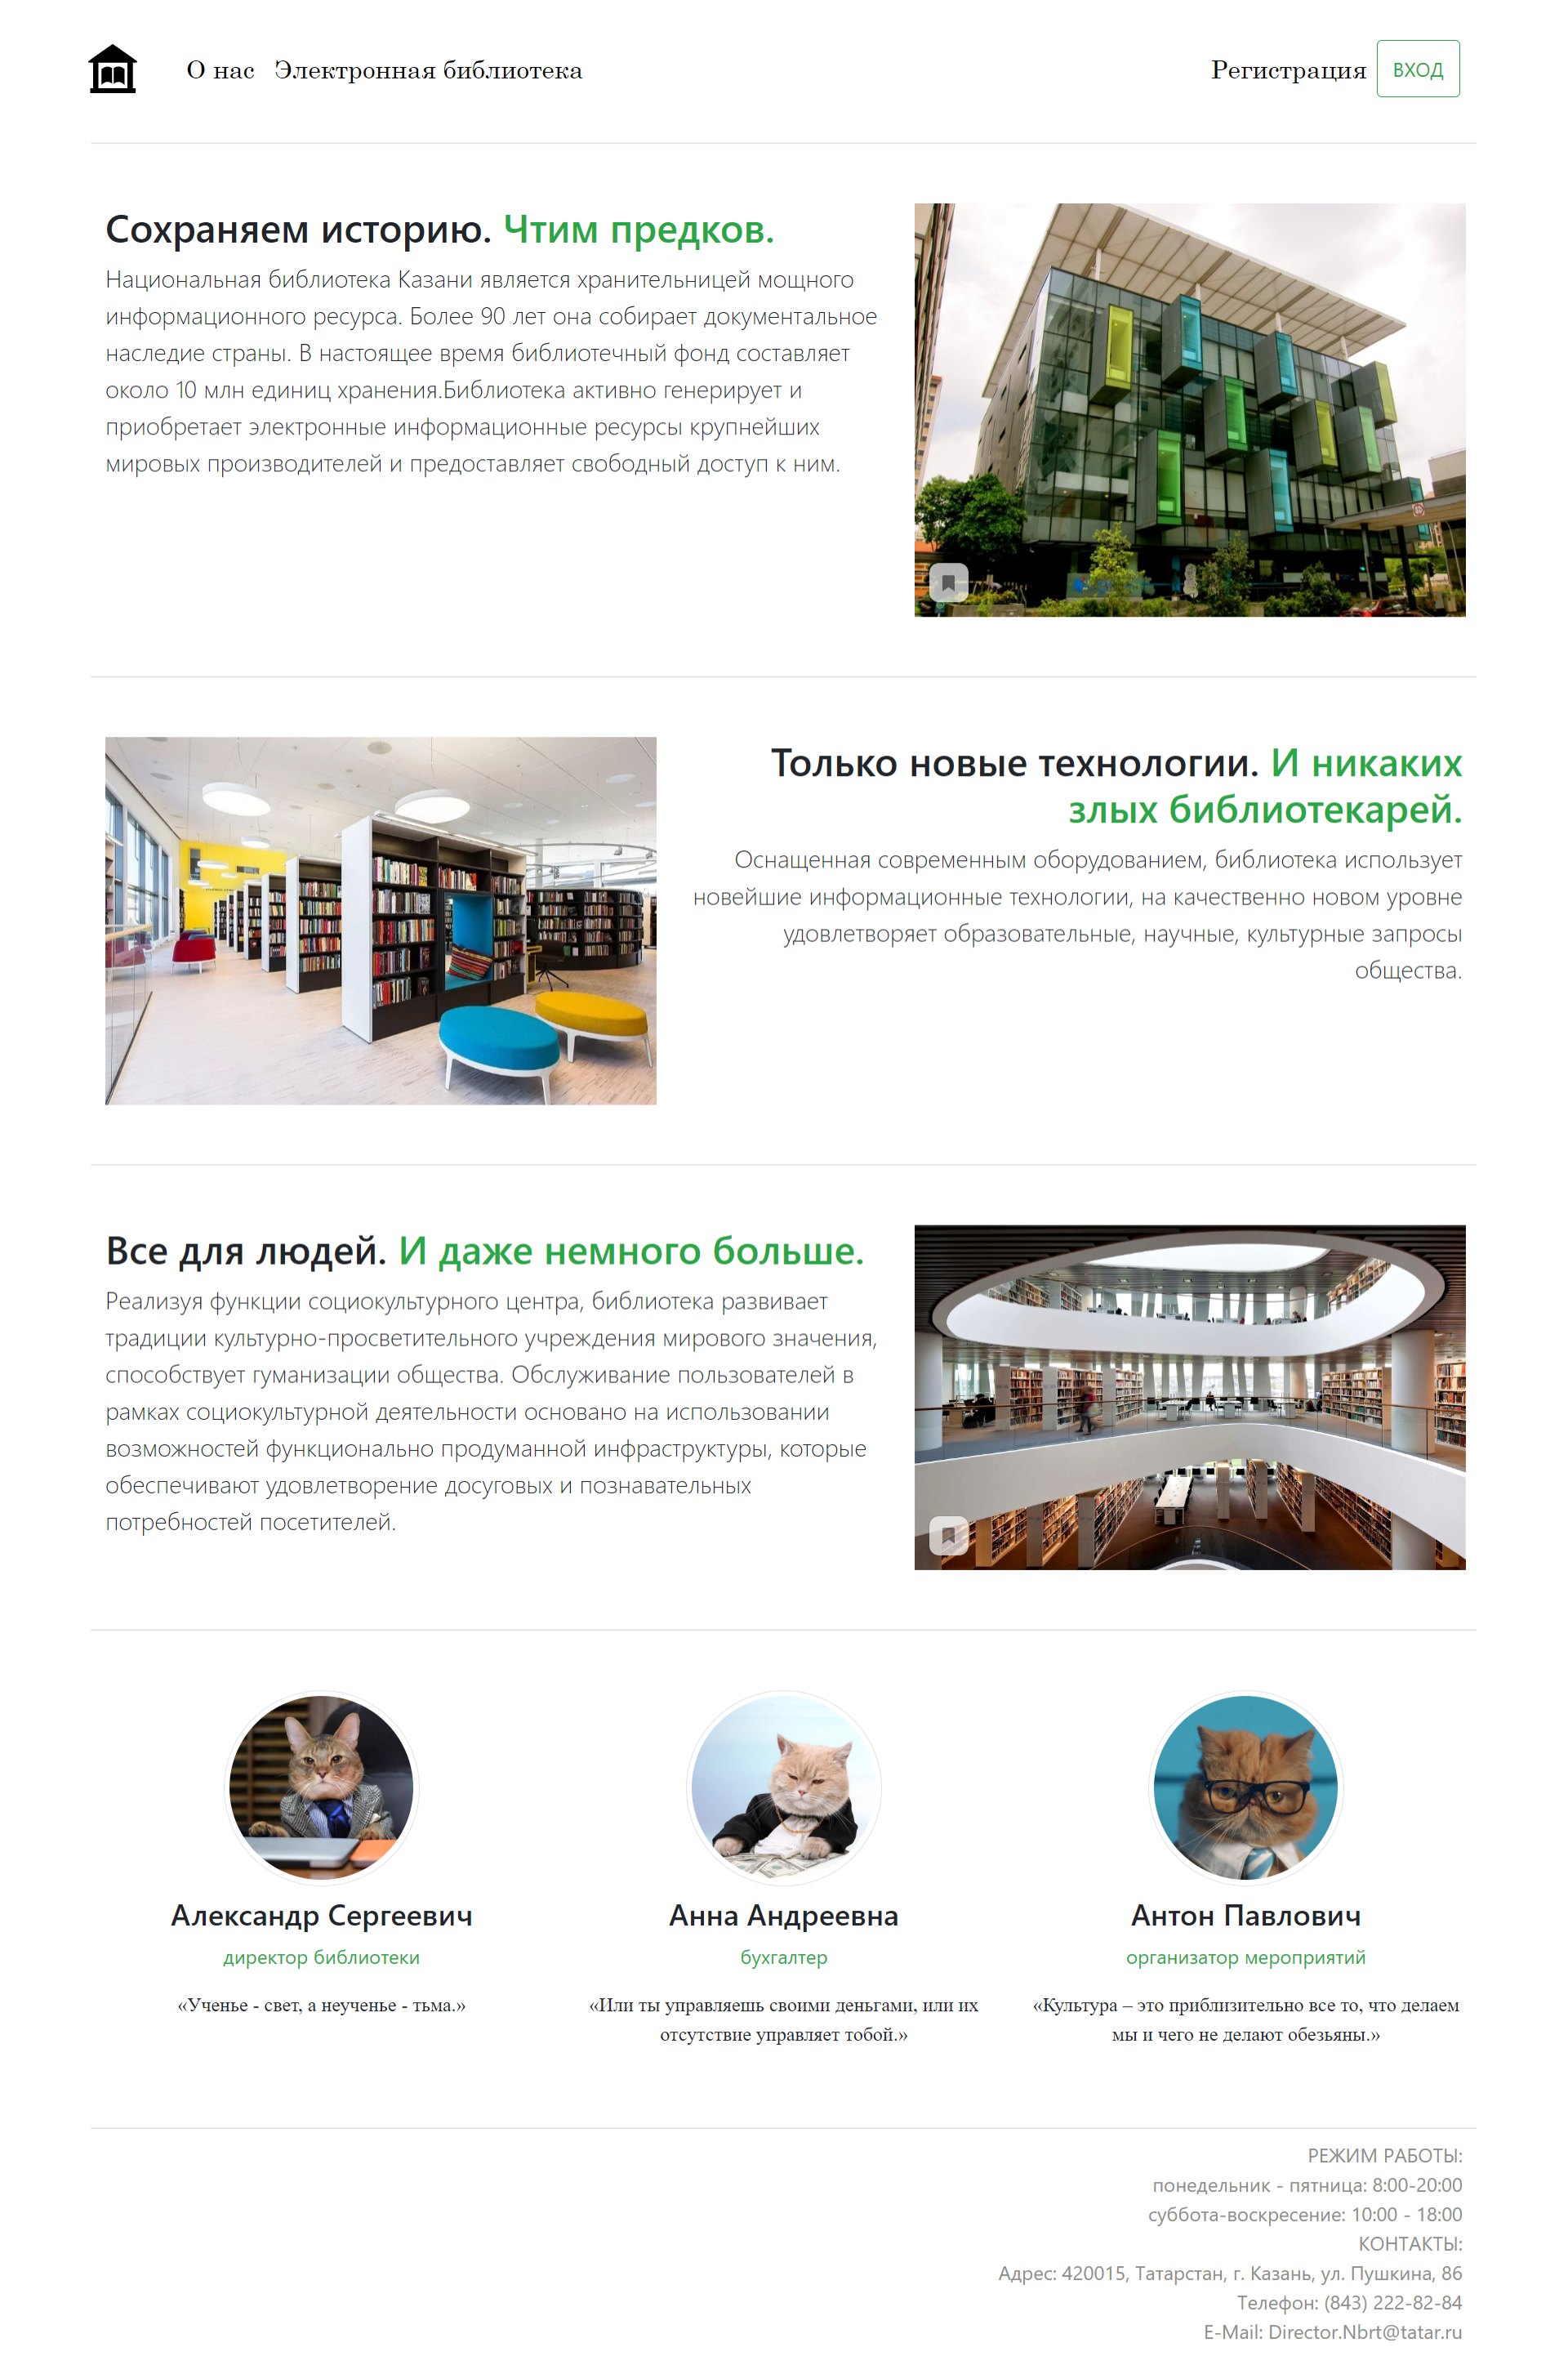 О нас Электронная библиотека Регистрация ВХОД
Сохраняем историю. Чтим предков.
Национальная библиотека Казани является хранительницей мощного
информационного ресурса. Более 90 лет она собирает документальное
наследие страны. В настоящее время библиотечный фонд составляет
около 10 млн единиц хранения.Библиотека активно генерирует и
приобретает электронные информационные ресурсы крупнейших
мировых производителей и предоставляет свободный доступ к ним.
Только новые технологии. И никаких
злых библиотекарей.
Оснащенная современным оборудованием, библиотека использует
новейшие информационные технологии, на качественно новом уровне
удовлетворяет образовательные, научные, культурные запросы
общества.
Все для людей. И даже немного больше.
Реализуя функции социокультурного центра, библиотека развивает
традиции культурно-просветительного учреждения мирового значения,
способствует гуманизации общества. Обслуживание пользователей в
рамках социокультурной деятельности основано на использовании
возможностей функционально продуманной инфраструктуры, которые
обеспечивают удовлетворение досуговых и познавательных
потребностей посетителей.
Александр Сергеевич
директор библиотеки
«Ученье - свет, а неученье - тьма.»
Анна Андреевна
бухгалтер
«Или ты управляешь своими деньгами, или их
отсутствие управляет тобой.»
Антон Павлович
организатор мероприятий
«Культура – это приблизительно все то, что делаем
мы и чего не делают обезьяны.»
РЕЖИМ РАБОТЫ:
понедельник - пятница: 8:00-20:00
суббота-воскресение: 10:00 - 18:00
КОНТАКТЫ:
Адрес: 420015, Татарстан, г. Казань, ул. Пушкина, 86
Телефон: (843) 222-82-84
E-Mail: Director.Nbrt@tatar.ru